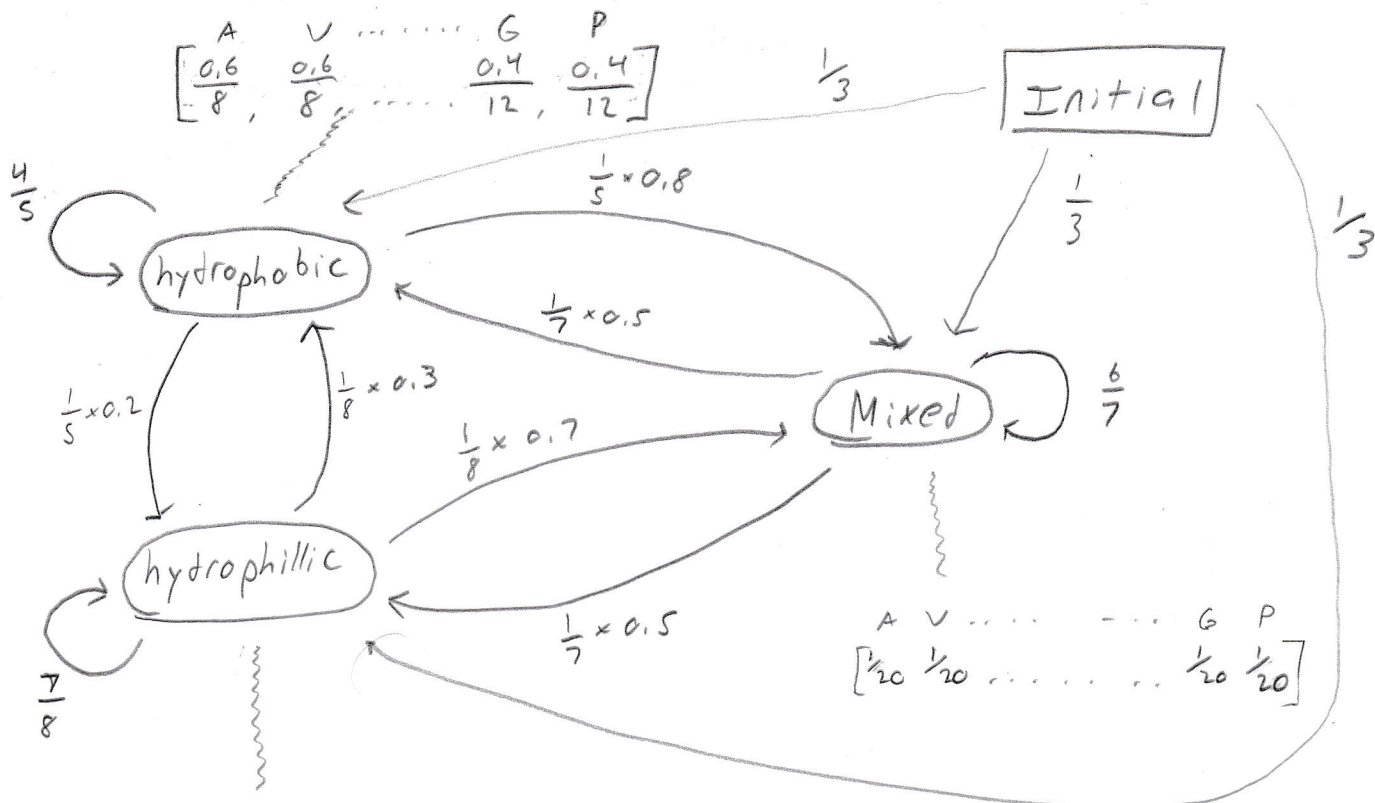 A V ........ G P
[0.6/8, 0.6/8, ........ 0.4/12, 0.4/12]
1/3
Initial
4/5
1/5 × 0.8
1/3
1/3
hydrophobic
1/7 × 0.5
1/5 × 0.2
1/8 × 0.3
6/7
Mixed
1/8 × 0.7
hydrophillic
1/7 × 0.5
A V .... - ... G P
[1/20 1/20 ........ 1/20 1/20]
7/8